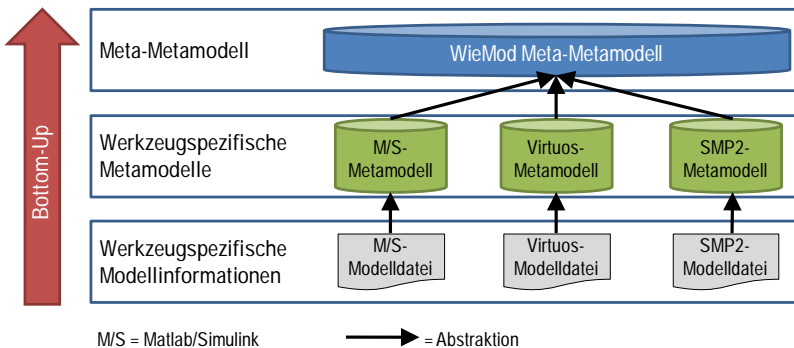 Bottom-Up
Meta-Metamodell
WieMod Meta-Metamodell
Werkzeugspezifische
Metamodelle
M/S-
Metamodell
Virtuos-
Metamodell
SMP2-
Metamodell
Werkzeugspezifische
Modellinformationen
M/S-
Modelldatei
Virtuos-
Modelldatei
SMP2-
Modelldatei
M/S = Matlab/Simulink
= Abstraktion